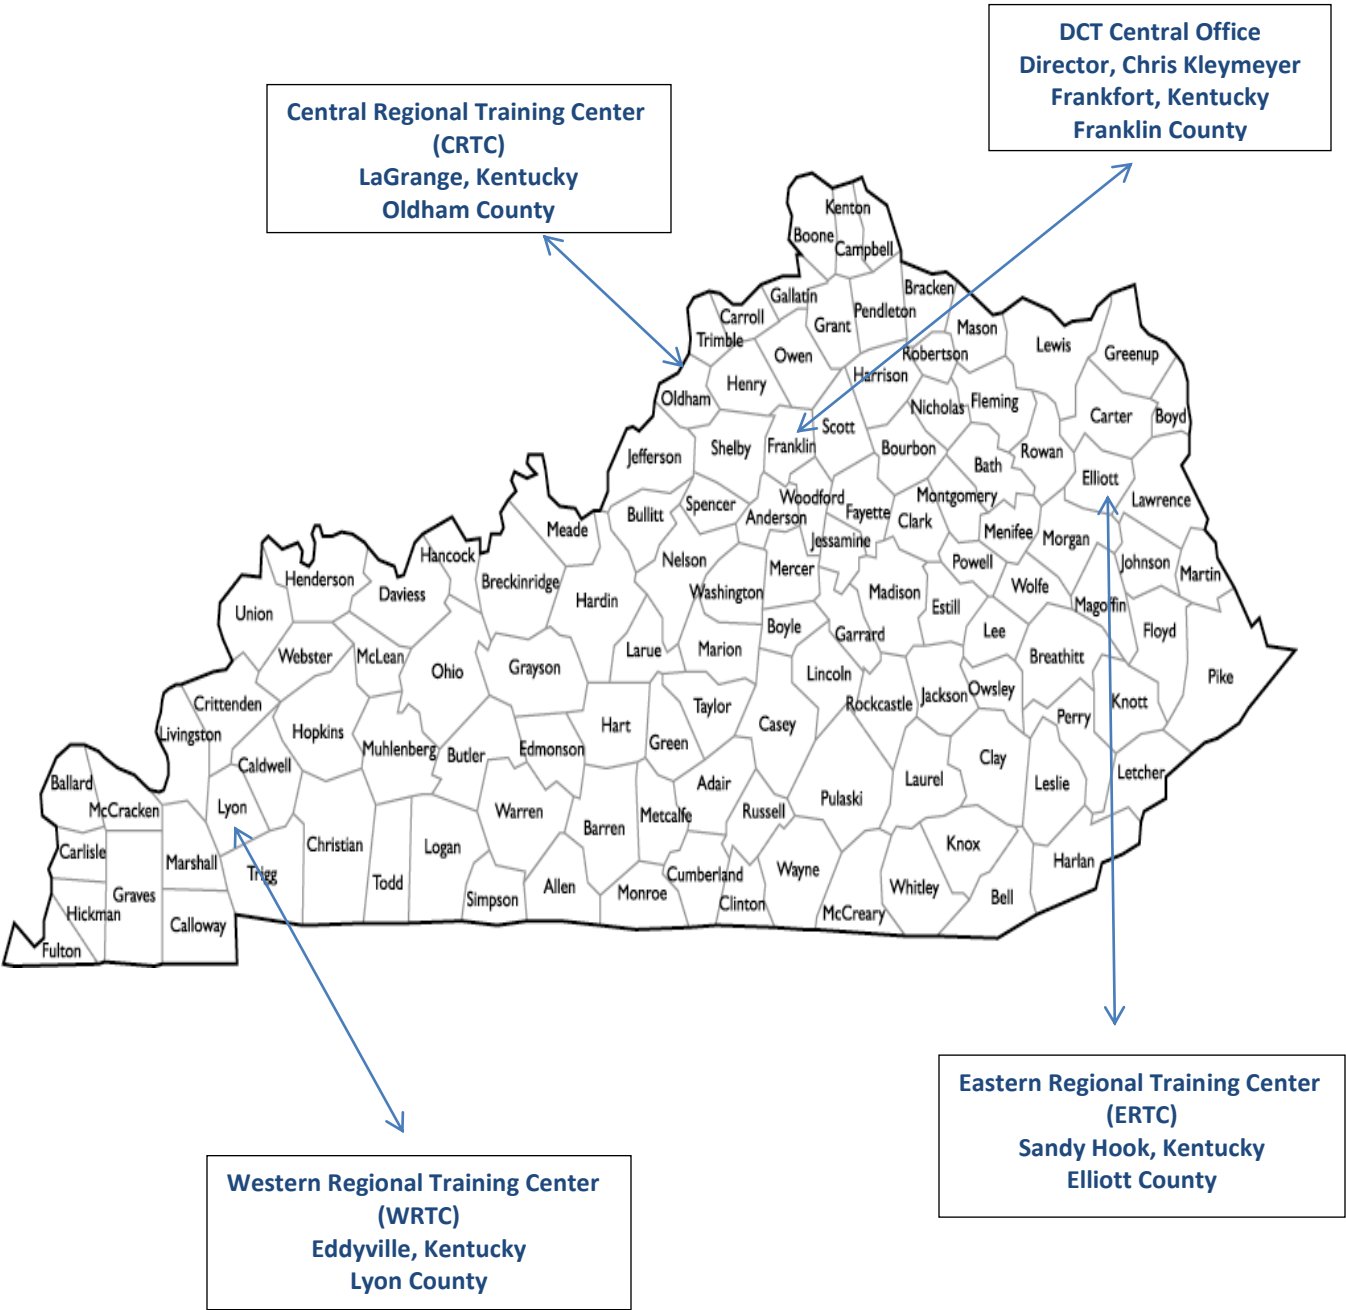 DCT Central Office
Director, Chris Kleymeyer
Frankfort, Kentucky
Franklin County
Central Regional Training Center
(CRTC)
LaGrange, Kentucky
Oldham County
Kenton
Boone
Campbell
Gallatin
Bracken
Carroll
Grant
Pendleton
Trimble
Mason
Owen
Robertson
Lewis
Greenup
Henry
Harrison
Oldham
Nicholas
Fleming
Carter
Boyd
Scott
Jefferson
Shelby
Franklin
Bourbon
Bath
Rowan
Elliott
Lawrence
Spencer
Woodford
Montgomery
Bullitt
Anderson
Fayette
Clark
Meade
Jessamine
Menifee
Morgan
Hancock
Nelson
Mercer
Powell
Johnson
Martin
Henderson
Breckinridge
Daviess
Hardin
Washington
Madison
Estill
Wolfe
Magoffin
Union
Boyle
Garrard
Lee
Floyd
Webster
McLean
Ohio
Grayson
Larue
Marion
Lincoln
Breathitt
Pike
Crittenden
Rockcastle
Jackson
Owsley
Knott
Livingston
Hopkins
Muhlenberg
Butler
Edmonson
Hart
Green
Taylor
Casey
Perry
Caldwell
Clay
Ballard
McCracken
Lyon
Warren
Barren
Metcalfe
Adair
Russell
Pulaski
Laurel
Leslie
Letcher
Carlisle
Marshall
Trigg
Christian
Todd
Logan
Simpson
Allen
Monroe
Cumberland
Clinton
Wayne
McCreary
Whitley
Knox
Bell
Harlan
Graves
Hickman
Calloway
Fulton
Eastern Regional Training Center
(ERTC)
Sandy Hook, Kentucky
Elliott County
Western Regional Training Center
(WRTC)
Eddyville, Kentucky
Lyon County